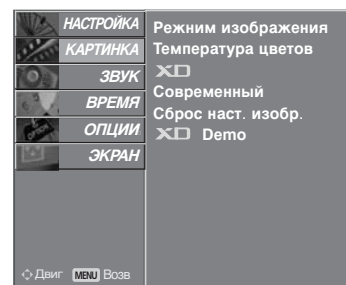 НАСТРОЙКА
КАРТИНКА
ЗВУК
ВРЕМЯ
ОПЦИИ
ЭКРАН
Режним изображения
Температура цветов
XD
Современный
Сброс наст. изобр.
XD Demo
Двиг MENU Возв